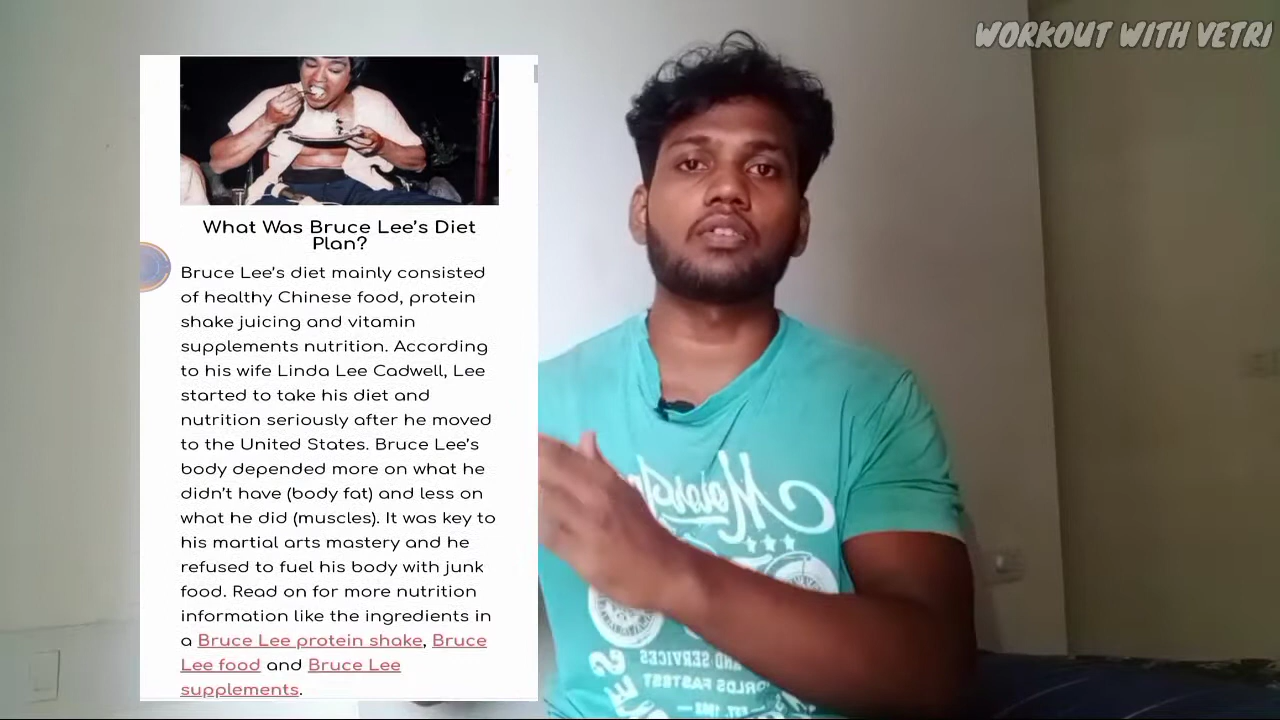 WORKOUT WITH VETRI
What Was Bruce Lee's Diet
Plan?
Bruce Lee's diet mainly consisted
of healthy Chinese food, protein
shake juicing and vitamin
supplements nutrition. According
to his wife Linda Lee Cadwell, Lee
started to take his diet and
nutrition seriously after he moved
to the United States. Bruce Lee's
body depended more on what he
didn't have (body fat) and less on
what he did (muscles). It was key to
his martial arts mastery and he
refused to fuel his body with junk
food. Read on for more nutrition
information like the ingredients in
a Bruce Lee protein shake, Bruce
Lee food and Bruce Lee
supplements.
AND SERVICES
WORLDS FASTEST